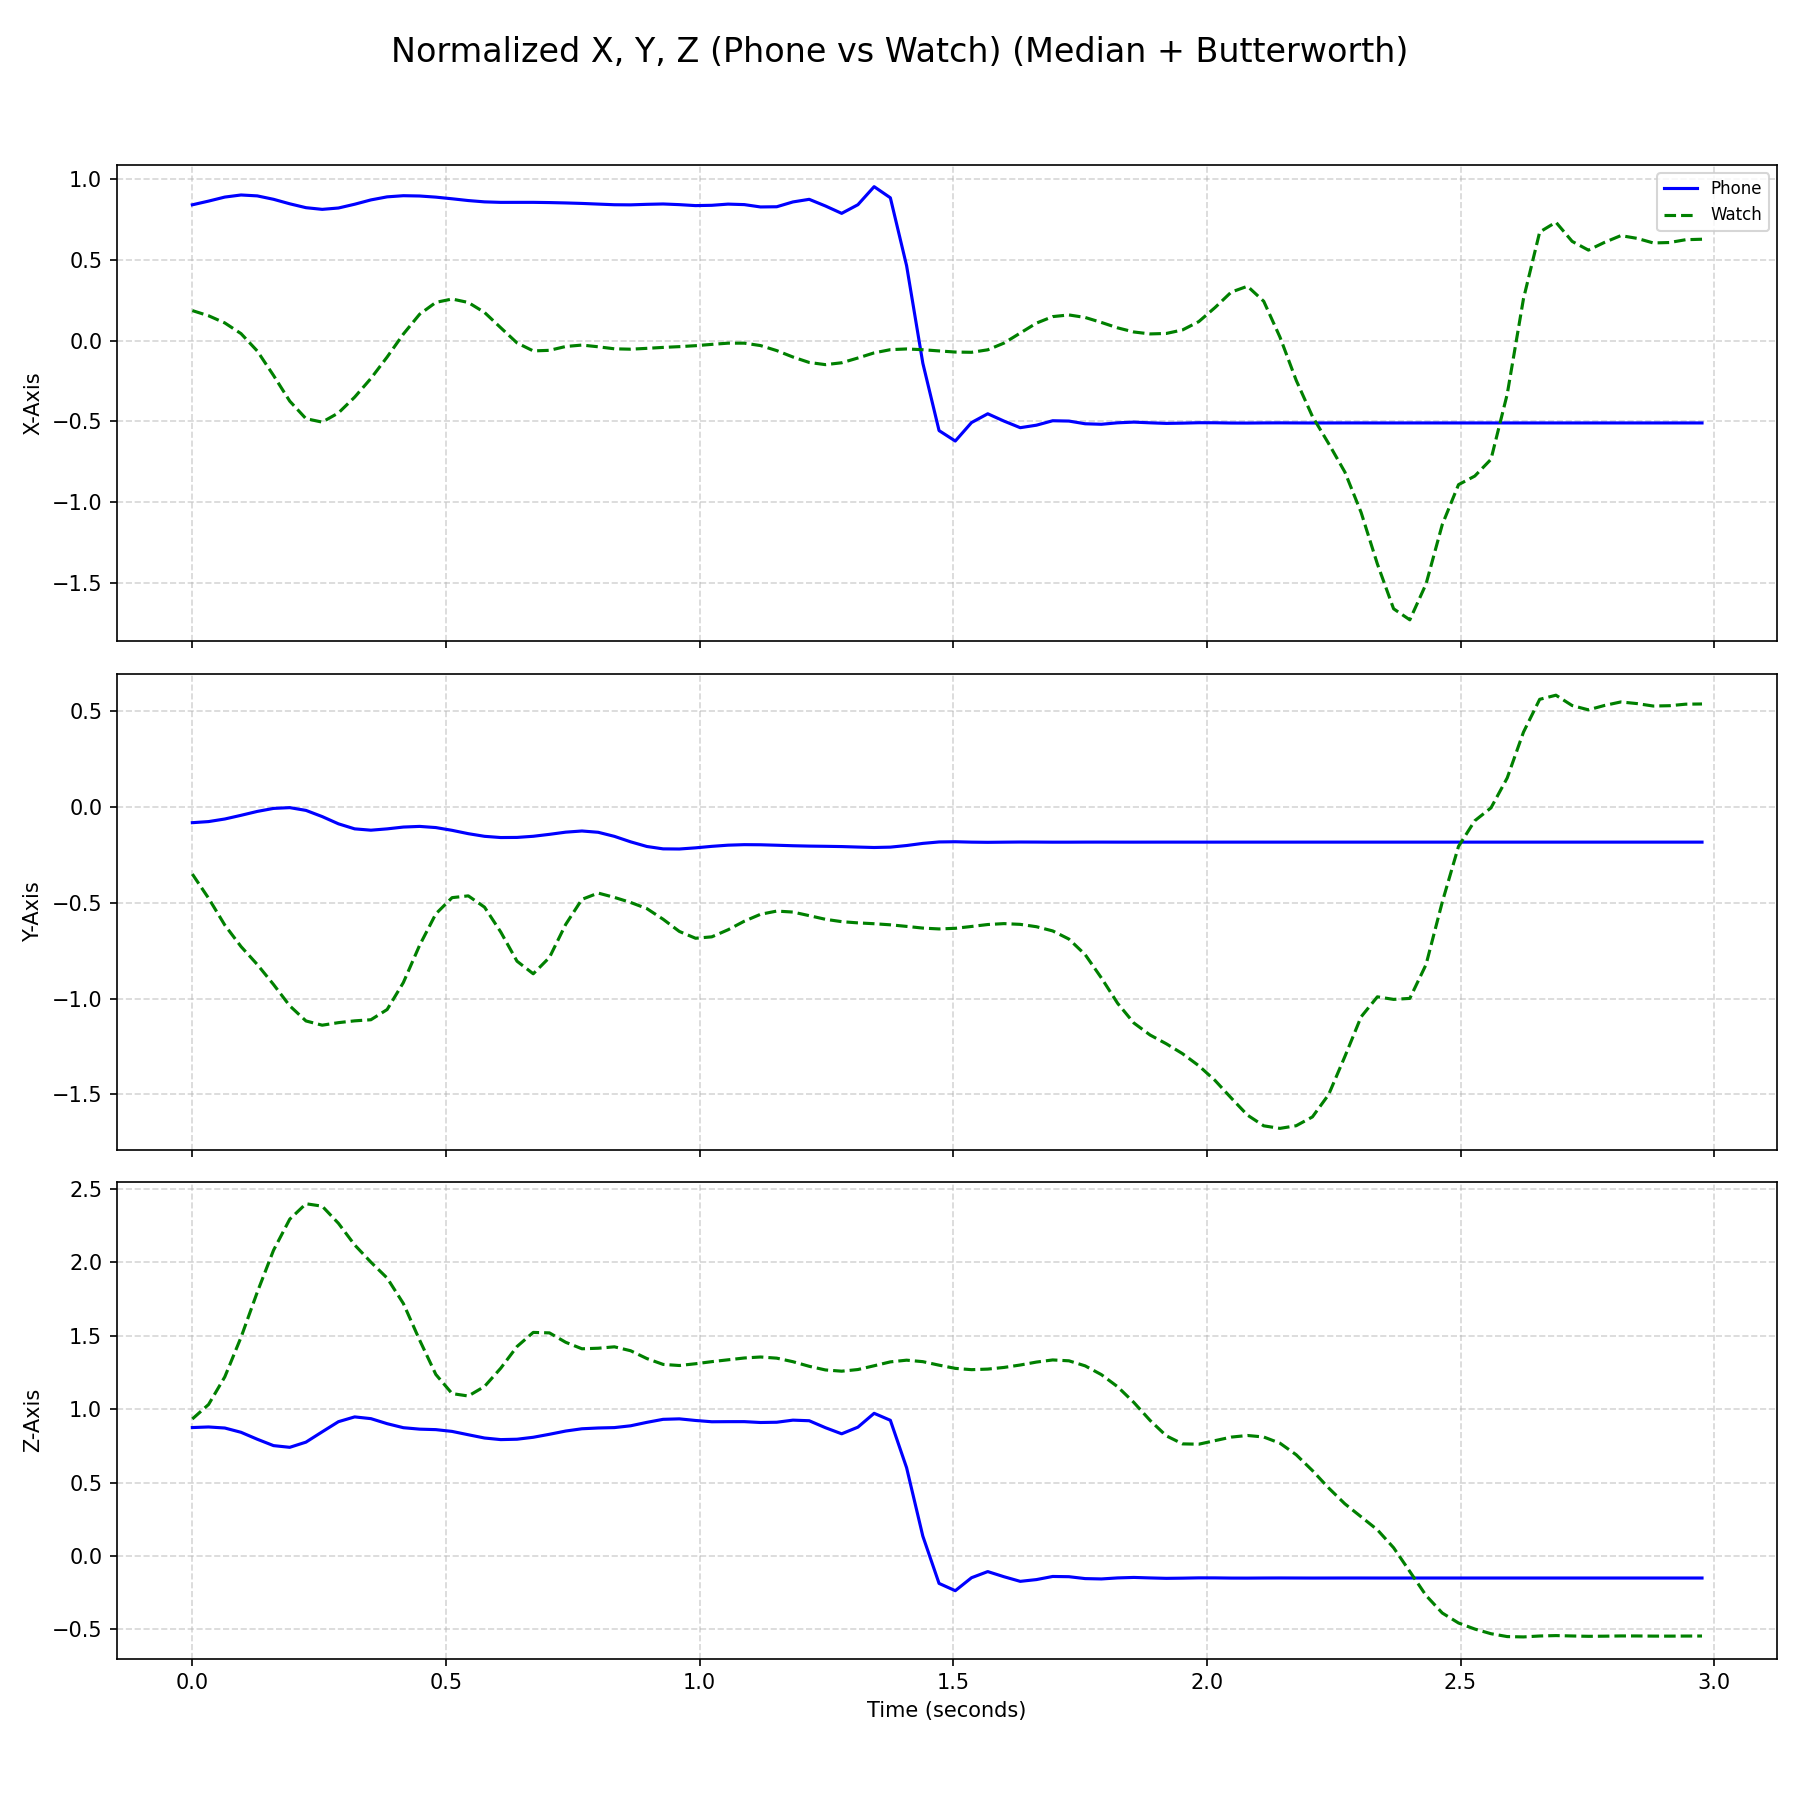 Normalized X, Y, Z (Phone vs Watch) (Median + Butterworth)
Phone
Watch
1.0
0.5
0.0
−0.5
−1.0
−1.5
X-Axis
0.5
0.0
−0.5
−1.0
−1.5
Y-Axis
2.5
2.0
1.5
1.0
0.5
0.0
−0.5
Z-Axis
0.0 0.5 1.0 1.5 2.0 2.5 3.0
Time (seconds)